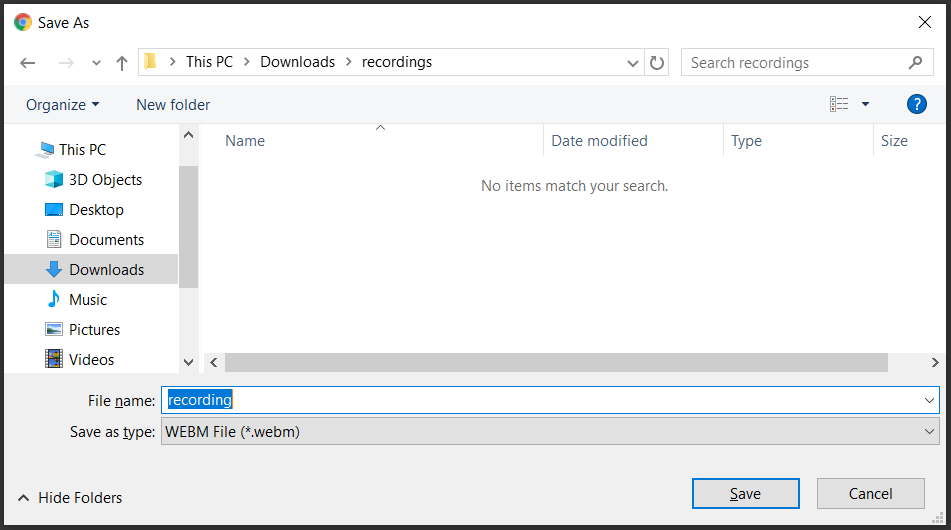 Save As
This PC Downloads recordings
Search recordings
Organize New folder
?
Name Date modified Type Size
No items match your search.
This PC
3D Objects
Desktop
Documents
Downloads
Music
Pictures
Videos
File name: recording
Save as type: WEBM File (*.webm)
Hide Folders Save Cancel